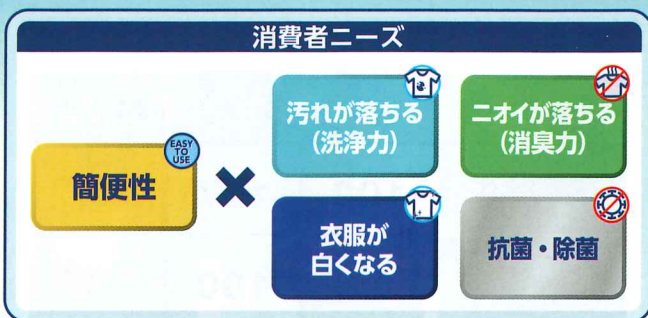 消費者ニーズ
汚れが落ちる
(洗浄力)
ニオイが落ちる
(消臭力)
EASY
TO
USE
簡便性
×
衣服が
白くなる
抗菌・除菌